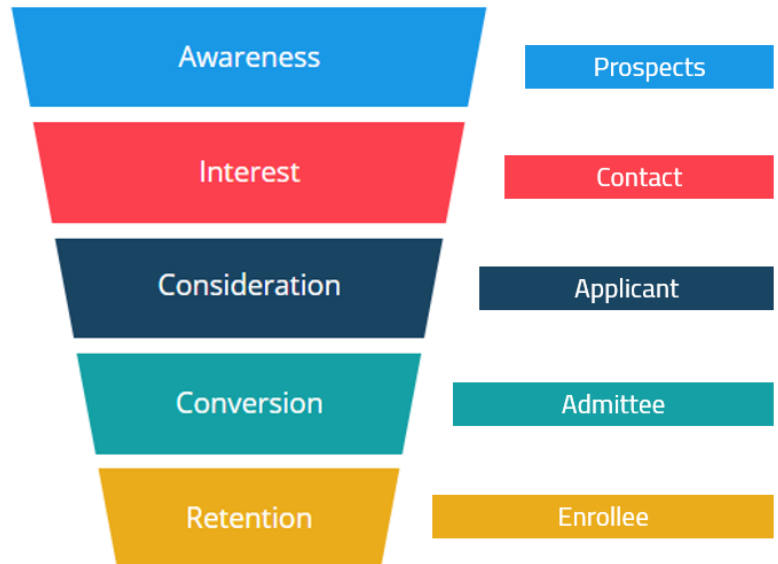 Awareness
Prospects
Interest
Contact
Consideration
Applicant
Conversion
Admittee
Retention
Enrollee